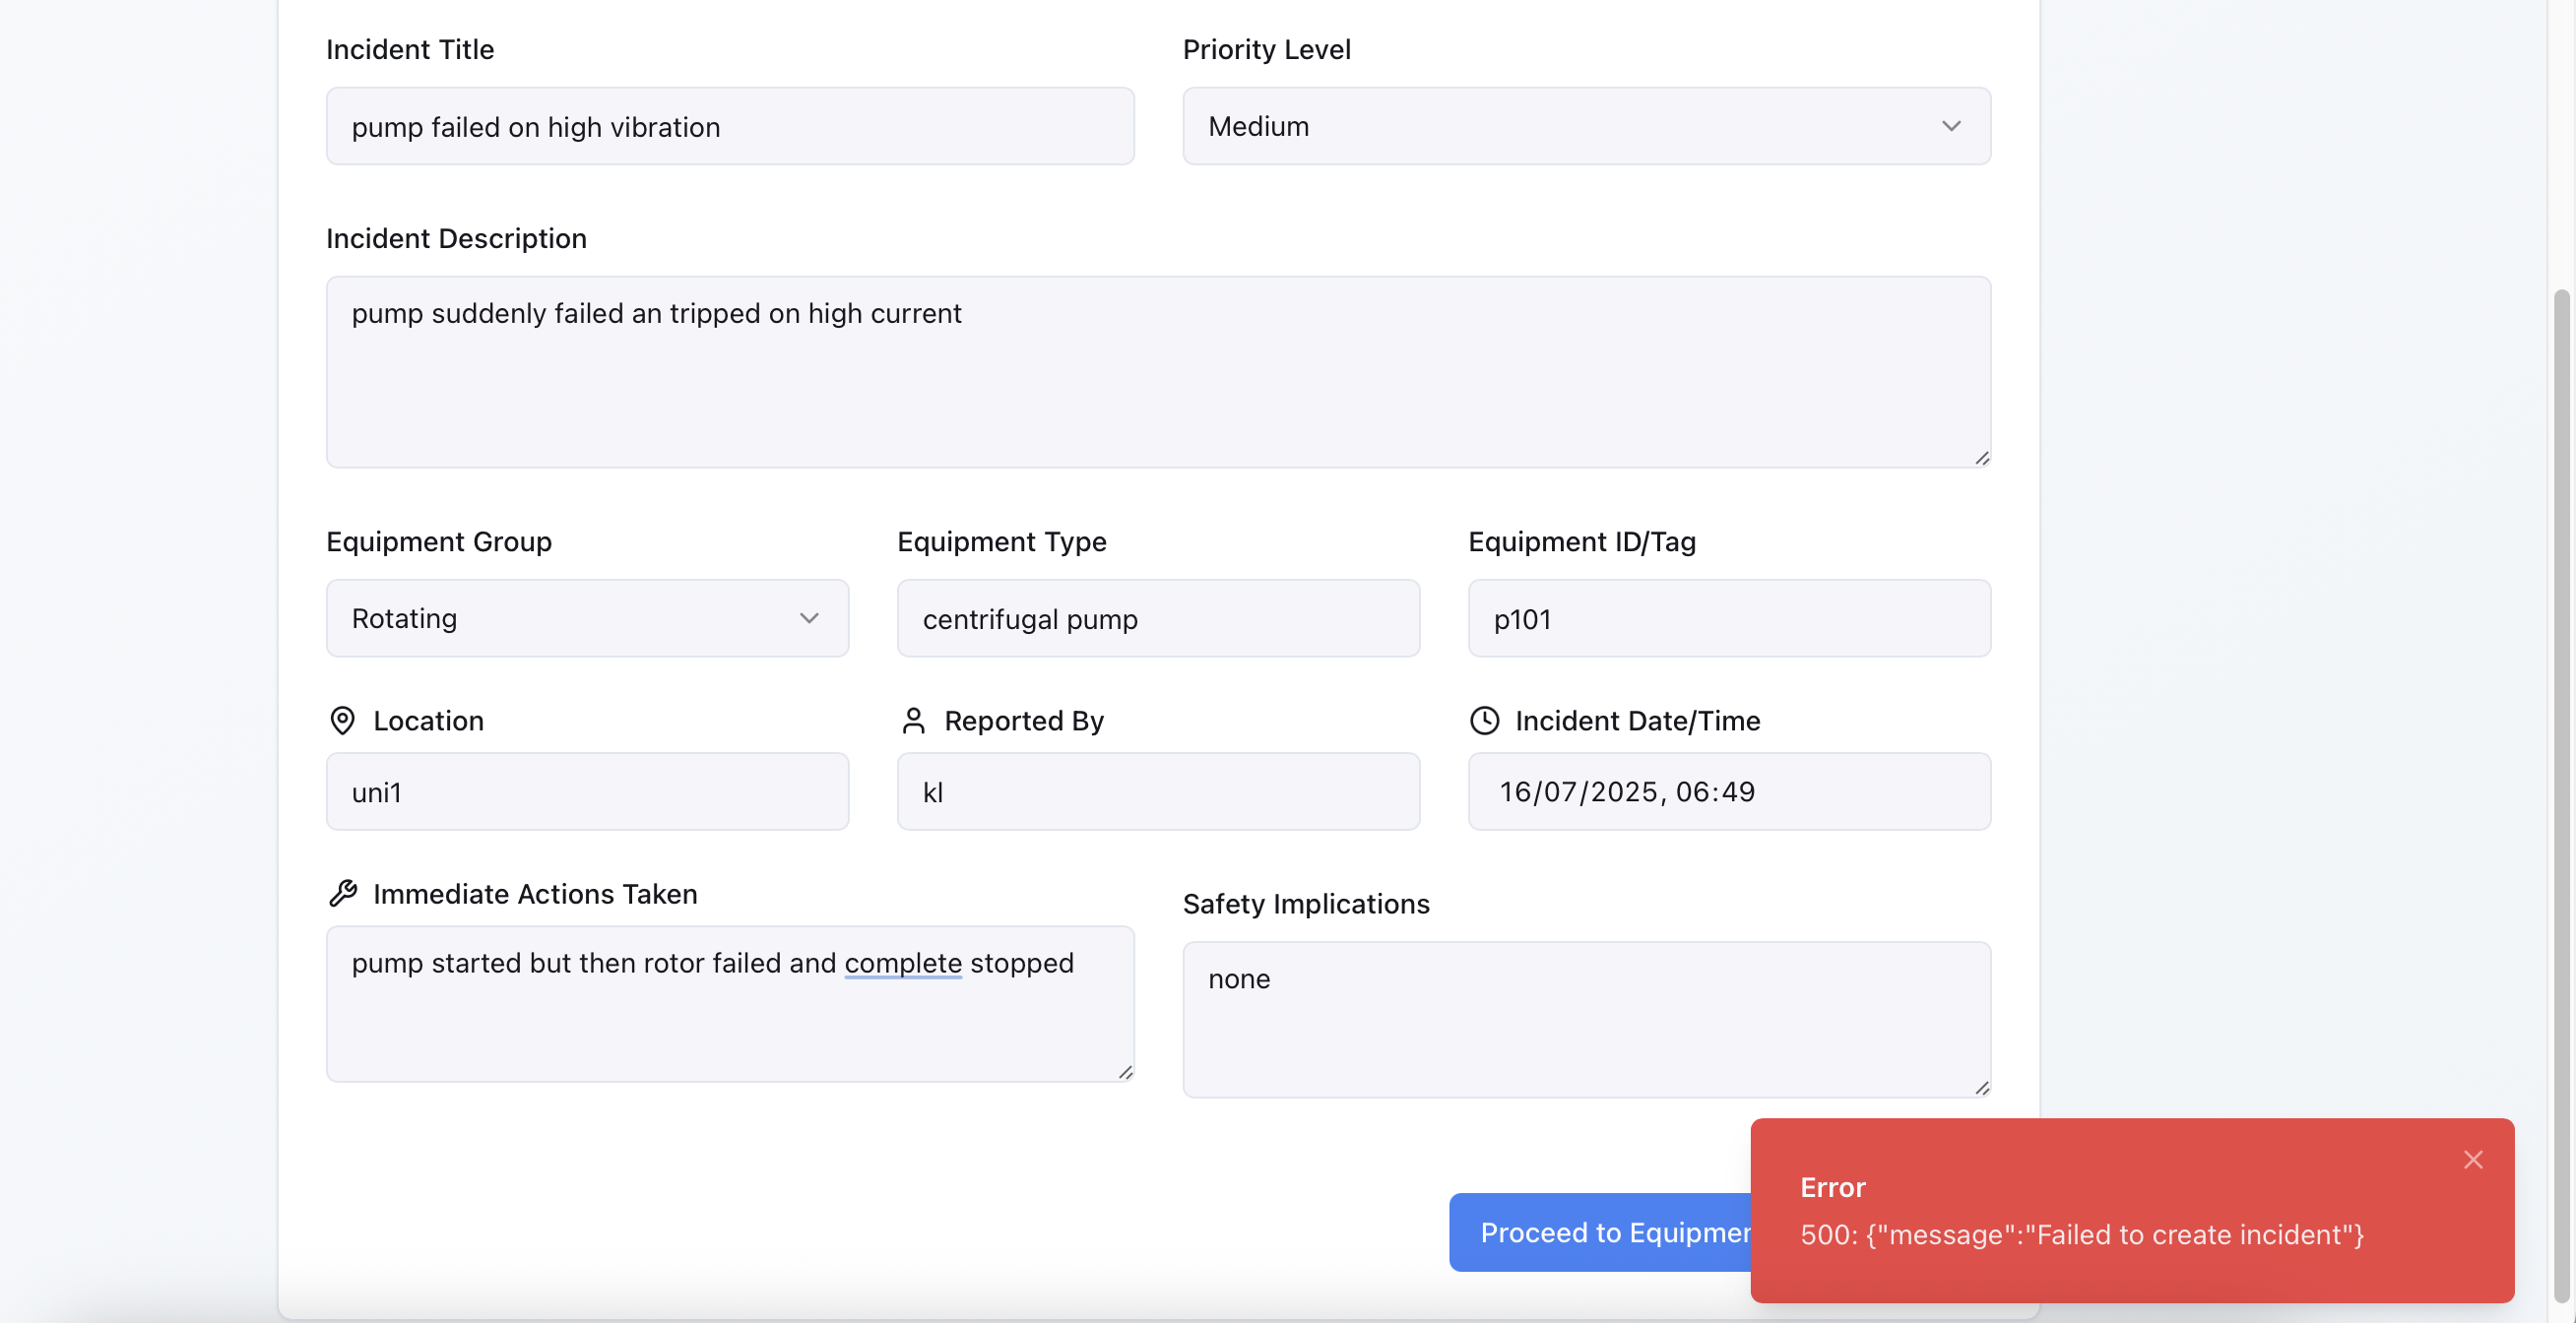 Incident Title
Priority Level
pump failed on high vibration
Medium
Incident Description
pump suddenly failed an tripped on high current
Equipment Group
Equipment Type
Equipment ID/Tag
Rotating
centrifugal pump
p101
Location
Reported By
Incident Date/Time
uni1
kl
16/07/2025, 06:49
Immediate Actions Taken
Safety Implications
pump started but then rotor failed and complete stopped
none
Proceed to
Error
500: {"message":"Failed to create incident"}